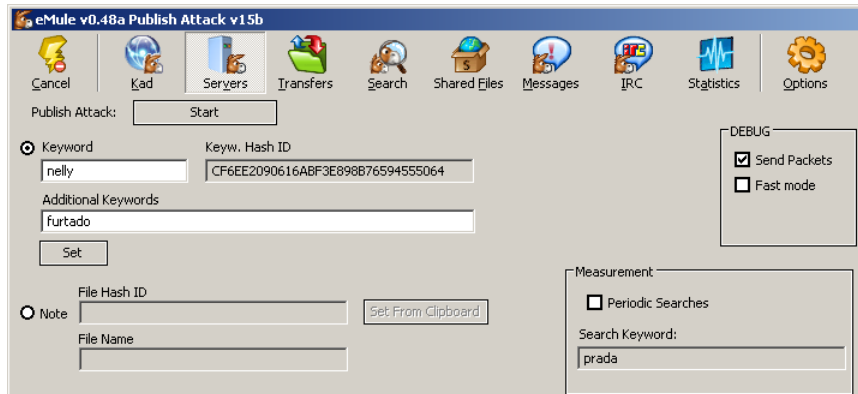 eMule v0.48a Publish Attack v15b
Cancel Kad Servers Transfers Search Shared Files Messages IRC Statistics Options
Publish Attack: Start
DEBUG
Keyword Keyw. Hash ID
Send Packets
nelly CF6EE2090616ABF3E898B76594555064
Fast mode
Additional Keywords
furtado
Set
Measurement
File Hash ID
Periodic Searches
Note Set From Clipboard
File Name Search Keyword:
prada